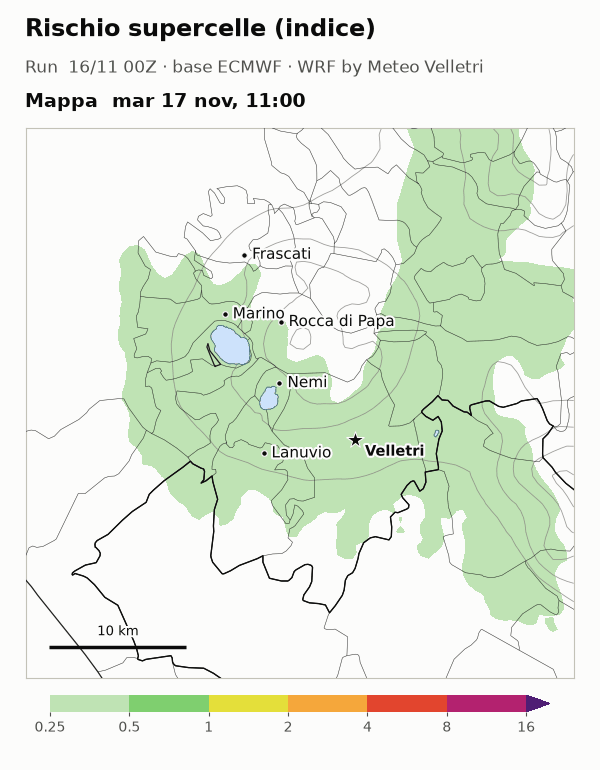 Rischio supercelle (indice)
Run 16/11 00Z · base ECMWF · WRF by Meteo Velletri
Mappa mar 17 nov, 11:00
Frascati
Marino
Rocca di Papa
Nemi
Velletri
Lanuvio
10 km
0.25 0.5 1 2 4 8 16